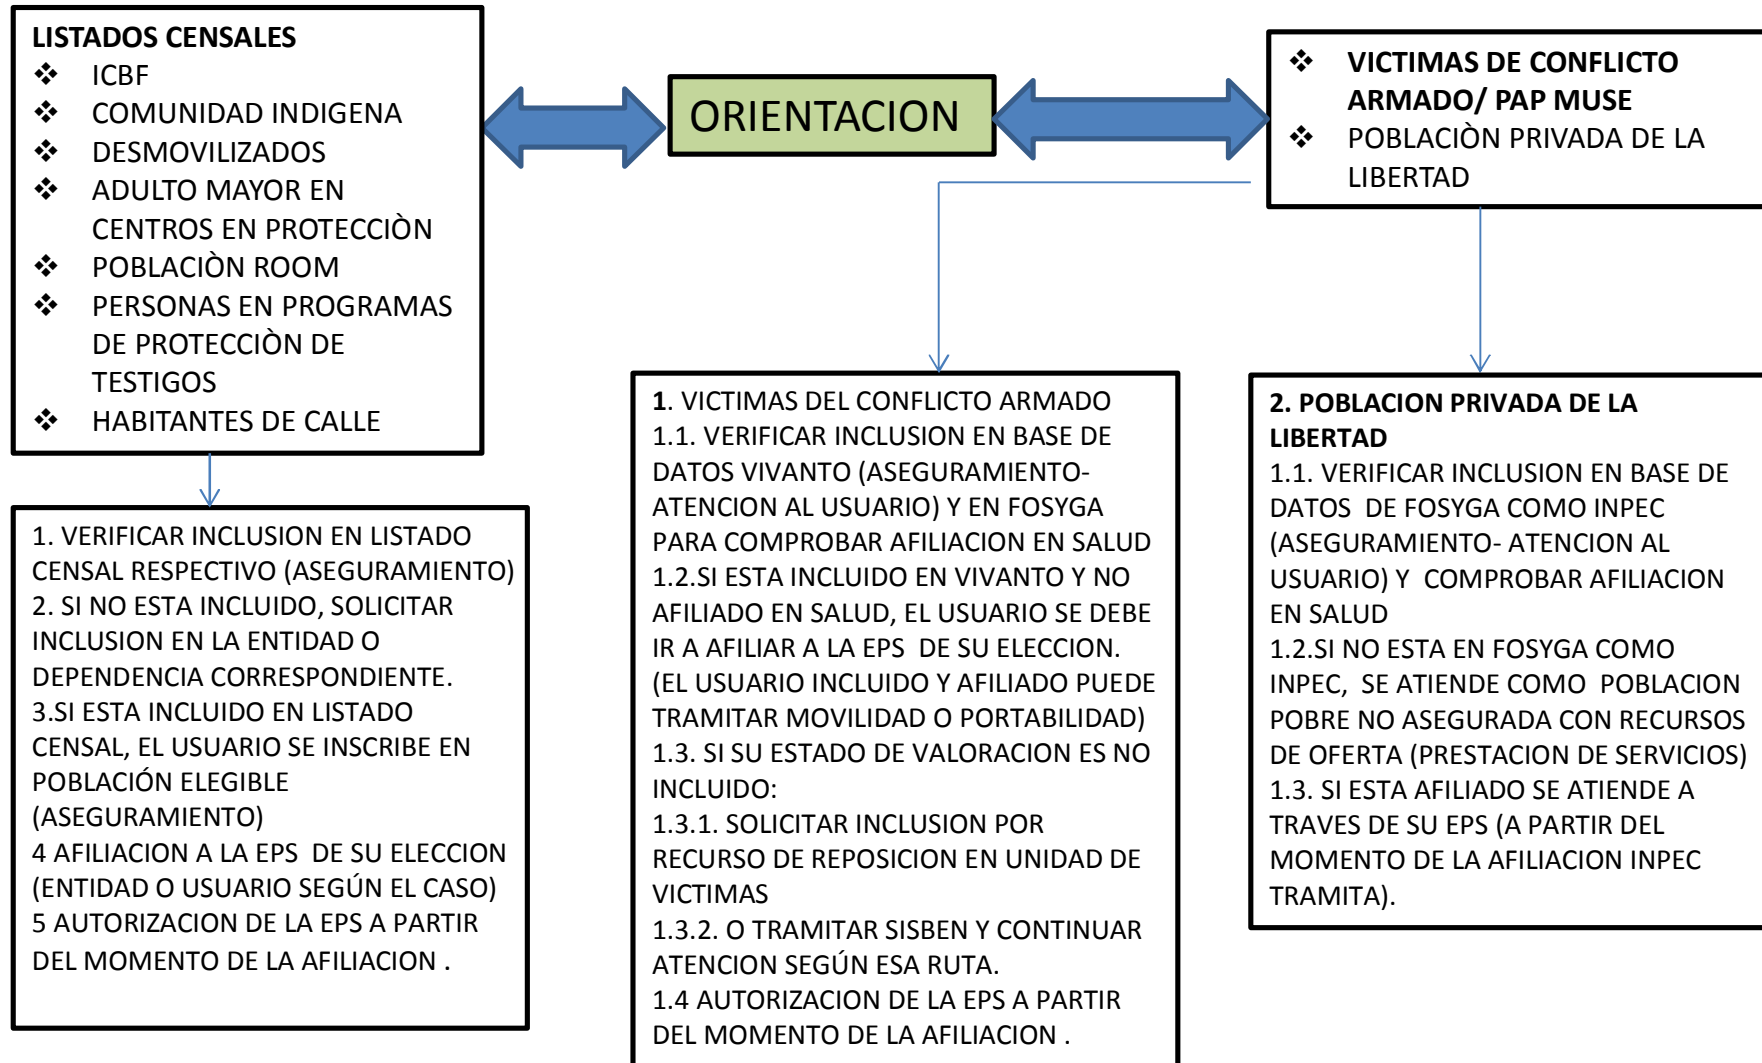 LISTADOS CENSALES
❖ ICBF
❖ COMUNIDAD INDIGENA
❖ DESMOVILIZADOS
❖ ADULTO MAYOR EN
CENTROS EN PROTECCIÒN
❖ POBLACIÒN ROOM
❖ PERSONAS EN PROGRAMAS
DE PROTECCIÒN DE
TESTIGOS
❖ HABITANTES DE CALLE
ORIENTACION
❖ VICTIMAS DE CONFLICTO
ARMADO/ PAP MUSE
❖ POBLACIÒN PRIVADA DE LA
LIBERTAD
1. VERIFICAR INCLUSION EN LISTADO
CENSAL RESPECTIVO (ASEGURAMIENTO)
2. SI NO ESTA INCLUIDO, SOLICITAR
INCLUSION EN LA ENTIDAD O
DEPENDENCIA CORRESPONDIENTE.
3.SI ESTA INCLUIDO EN LISTADO
CENSAL, EL USUARIO SE INSCRIBE EN
POBLACIÓN ELEGIBLE
(ASEGURAMIENTO)
4 AFILIACION A LA EPS DE SU ELECCION
(ENTIDAD O USUARIO SEGÚN EL CASO)
5 AUTORIZACION DE LA EPS A PARTIR
DEL MOMENTO DE LA AFILIACION .
1. VICTIMAS DEL CONFLICTO ARMADO
1.1. VERIFICAR INCLUSION EN BASE DE
DATOS VIVANTO (ASEGURAMIENTO-
ATENCION AL USUARIO) Y EN FOSYGA
PARA COMPROBAR AFILIACION EN SALUD
1.2.SI ESTA INCLUIDO EN VIVANTO Y NO
AFILIADO EN SALUD, EL USUARIO SE DEBE
IR A AFILIAR A LA EPS DE SU ELECCION.
(EL USUARIO INCLUIDO Y AFILIADO PUEDE
TRAMITAR MOVILIDAD O PORTABILIDAD)
1.3. SI SU ESTADO DE VALORACION ES NO
INCLUIDO:
1.3.1. SOLICITAR INCLUSION POR
RECURSO DE REPOSICION EN UNIDAD DE
VICTIMAS
1.3.2. O TRAMITAR SISBEN Y CONTINUAR
ATENCION SEGÚN ESA RUTA.
1.4 AUTORIZACION DE LA EPS A PARTIR
DEL MOMENTO DE LA AFILIACION .
2. POBLACION PRIVADA DE LA
LIBERTAD
1.1. VERIFICAR INCLUSION EN BASE DE
DATOS DE FOSYGA COMO INPEC
(ASEGURAMIENTO- ATENCION AL
USUARIO) Y COMPROBAR AFILIACION
EN SALUD
1.2.SI NO ESTA EN FOSYGA COMO
INPEC, SE ATIENDE COMO POBLACION
POBRE NO ASEGURADA CON RECURSOS
DE OFERTA (PRESTACION DE SERVICIOS)
1.3. SI ESTA AFILIADO SE ATIENDE A
TRAVES DE SU EPS (A PARTIR DEL
MOMENTO DE LA AFILIACION INPEC
TRAMITA).